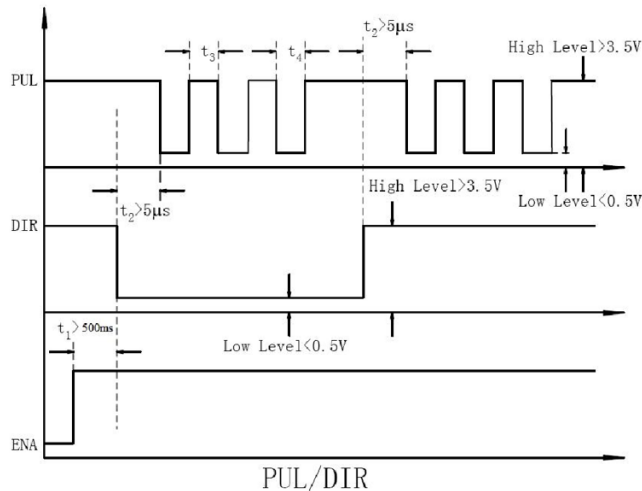 t₂>5μs
t₃
t₄
High Level>3.5V
PUL
High Level>3.5V
Low Level<0.5V
t₂>5μs
DIR
t₁>500ms
Low Level<0.5V
ENA
PUL/DIR